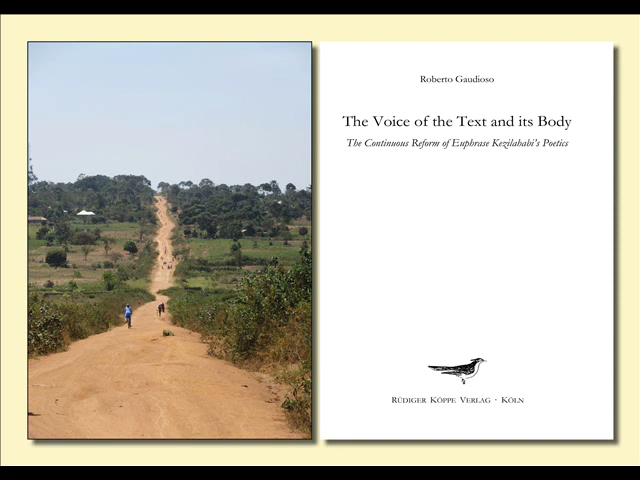 Roberto Gaudioso
The Voice of the Text and its Body
The Continuous Reform of Euphrase Kezilahabi's Poetics
RÜDIGER KÖPPE VERLAG · KÖLN